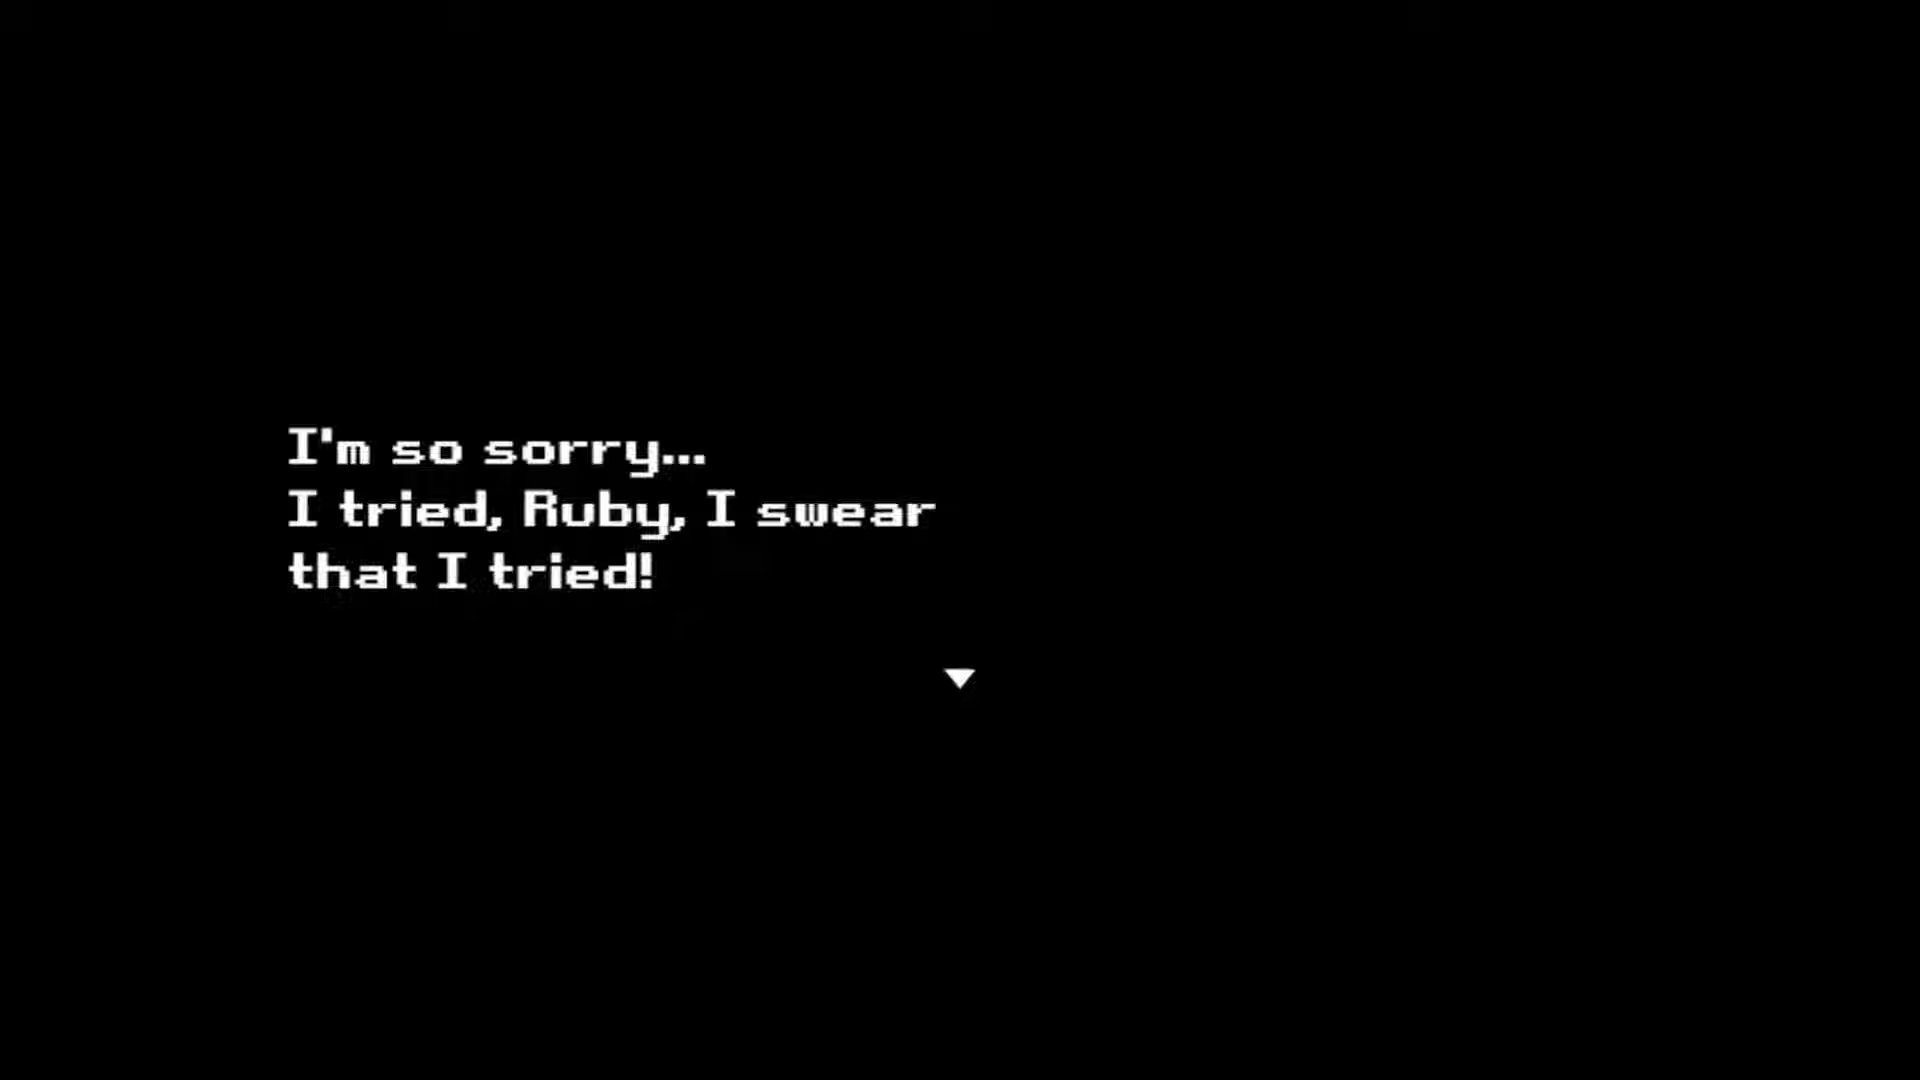 I'm so sorry...
I tried, Ruby, I swear
that I tried!